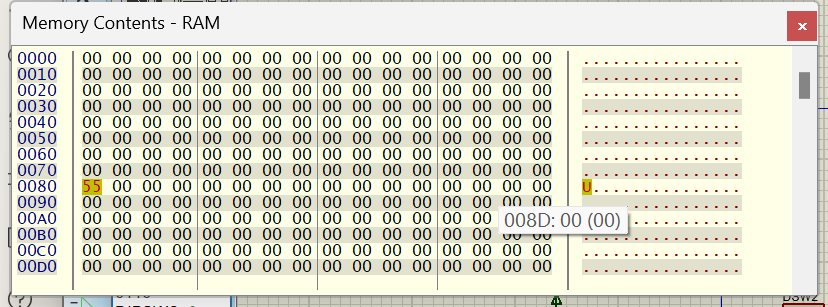 Memory Contents - RAM
0000 00 00 00 00 00 00 00 00 00 00 00 00 00 00 00 00 ................
0010 00 00 00 00 00 00 00 00 00 00 00 00 00 00 00 00 ................
0020 00 00 00 00 00 00 00 00 00 00 00 00 00 00 00 00 ................
0030 00 00 00 00 00 00 00 00 00 00 00 00 00 00 00 00 ................
0040 00 00 00 00 00 00 00 00 00 00 00 00 00 00 00 00 ................
0050 00 00 00 00 00 00 00 00 00 00 00 00 00 00 00 00 ................
0060 00 00 00 00 00 00 00 00 00 00 00 00 00 00 00 00 ................
0070 00 00 00 00 00 00 00 00 00 00 00 00 00 00 00 00 ................
0080 55 00 00 00 00 00 00 00 00 00 00 00 00 00 00 00 U...............
0090 00 00 00 00 00 00 00 00 00 00 00 00 00 00 00 00 ................
00A0 00 00 00 00 00 00 00 00 00 00 00 00 00 00 ................
008D: 00 (00)
00B0 00 00 00 00 00 00 00 00 00 00 00 00 00 00 00 00 ................
00C0 00 00 00 00 00 00 00 00 00 00 00 00 00 00 00 00 ................
00D0 00 00 00 00 00 00 00 00 00 00 00 00 00 00 00 00 ................
DSW2